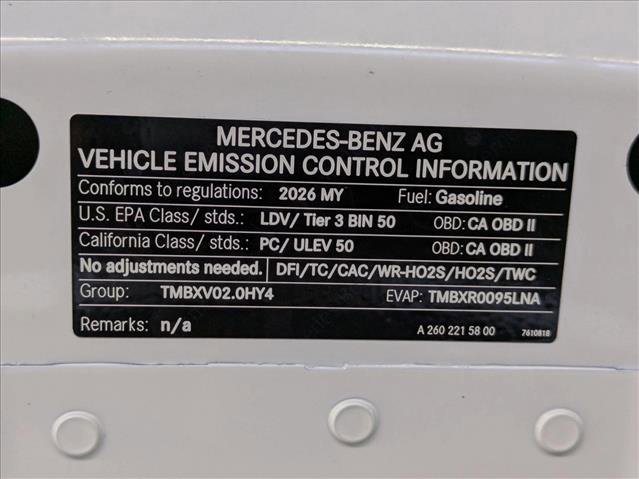 MERCEDES-BENZ AG
VEHICLE EMISSION CONTROL INFORMATION
Conforms to regulations: 2026 MY Fuel: Gasoline
U.S. EPA Class/ stds.: LDV/ Tier 3 BIN 50 OBD: CA OBD II
California Class/ stds.: PC/ ULEV 50 OBD: CA OBD II
No adjustments needed. DFI/TC/CAC/WR-HO2S/HO2S/TWC
Group: TMBXV02.0HY4 EVAP: TMBXR0095LNA
Remarks: n/a A 260 221 58 00 7610818